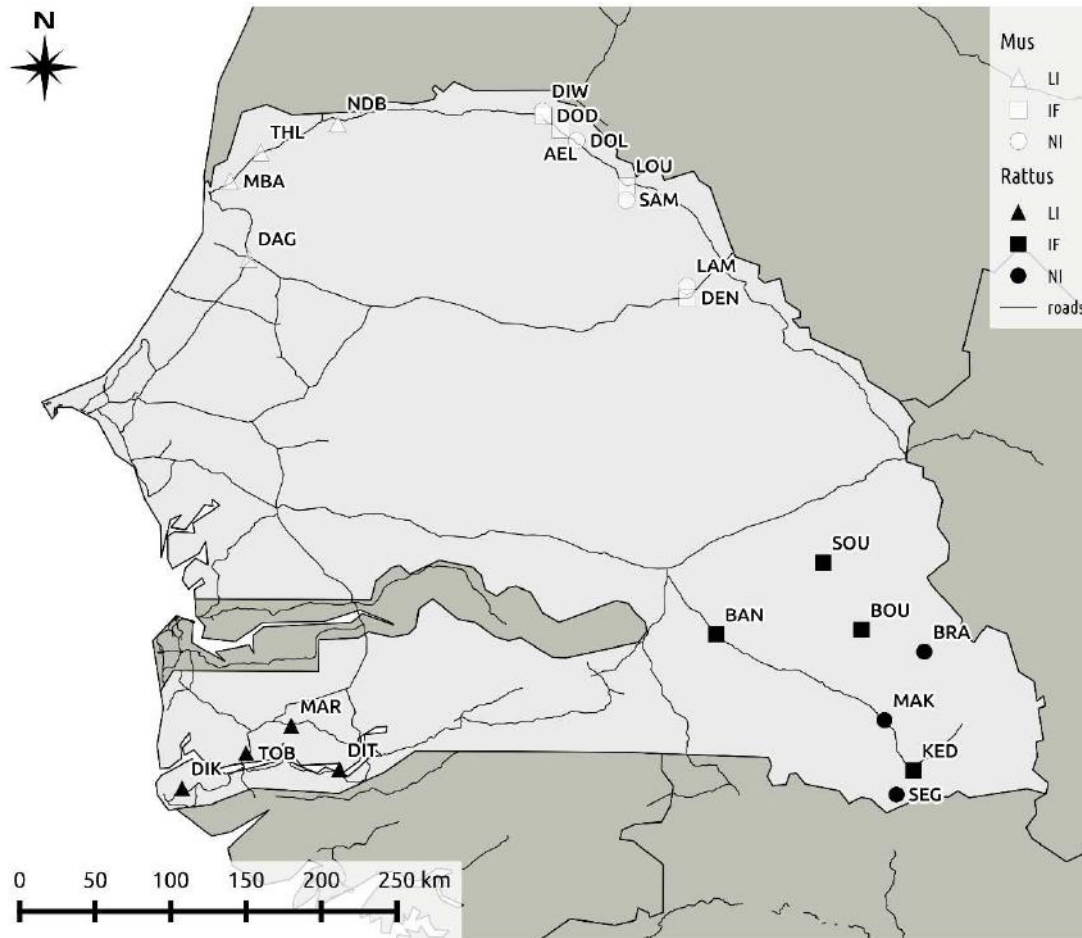 N
Mus
LI
IF
NI
Rattus
LI
IF
NI
roads
DIW
NDB
DOD
THL
DOL
AEL
LOU
MBA
SAM
DAG
LAM
DEN
SOU
BAN
BOU
BRA
MAR
MAK
TOB
DIT
KED
DIK
SEG
0 50 100 150 200 250 km